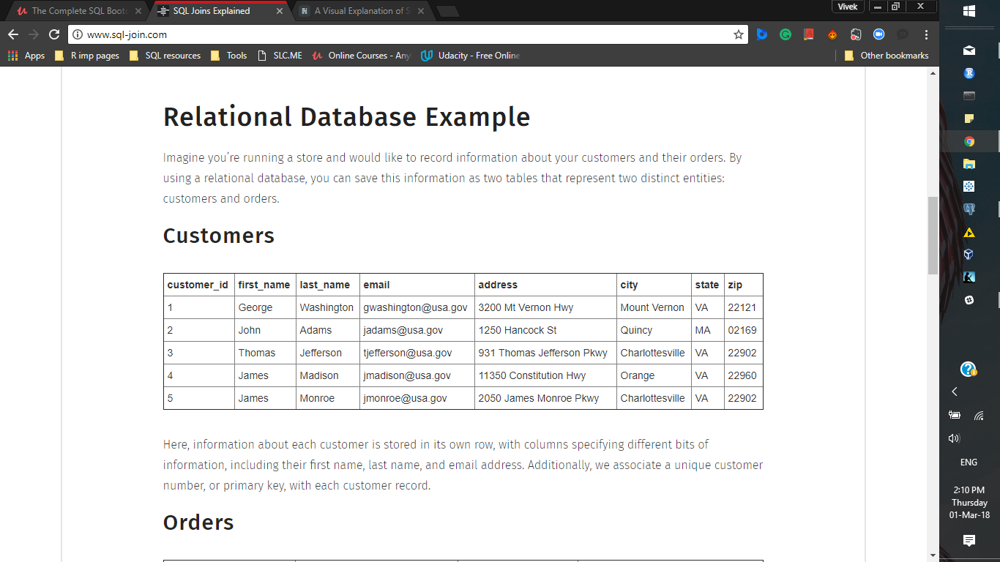 The Complete SQL Boot
SQL Joins Explained
A Visual Explanation of S
Vivek
www.sql-join.com
Apps
R imp pages
SQL resources
Tools
SLC.ME
Online Courses - Any
Udacity - Free Online
Other bookmarks
Relational Database Example
Imagine you’re running a store and would like to record information about your customers and their orders. By
using a relational database, you can save this information as two tables that represent two distinct entities:
customers and orders.
Customers
customer_id first_name last_name email address city state zip
1 George Washington gwashington@usa.gov 3200 Mt Vernon Hwy Mount Vernon VA 22121
2 John Adams jadams@usa.gov 1250 Hancock St Quincy MA 02169
3 Thomas Jefferson tjefferson@usa.gov 931 Thomas Jefferson Pkwy Charlottesville VA 22902
4 James Madison jmadison@usa.gov 11350 Constitution Hwy Orange VA 22960
5 James Monroe jmonroe@usa.gov 2050 James Monroe Pkwy Charlottesville VA 22902
Here, information about each customer is stored in its own row, with columns specifying different bits of
information, including their first name, last name, and email address. Additionally, we associate a unique customer
number, or primary key, with each customer record.
Orders
ENG
2:10 PM
Thursday
01-Mar-18